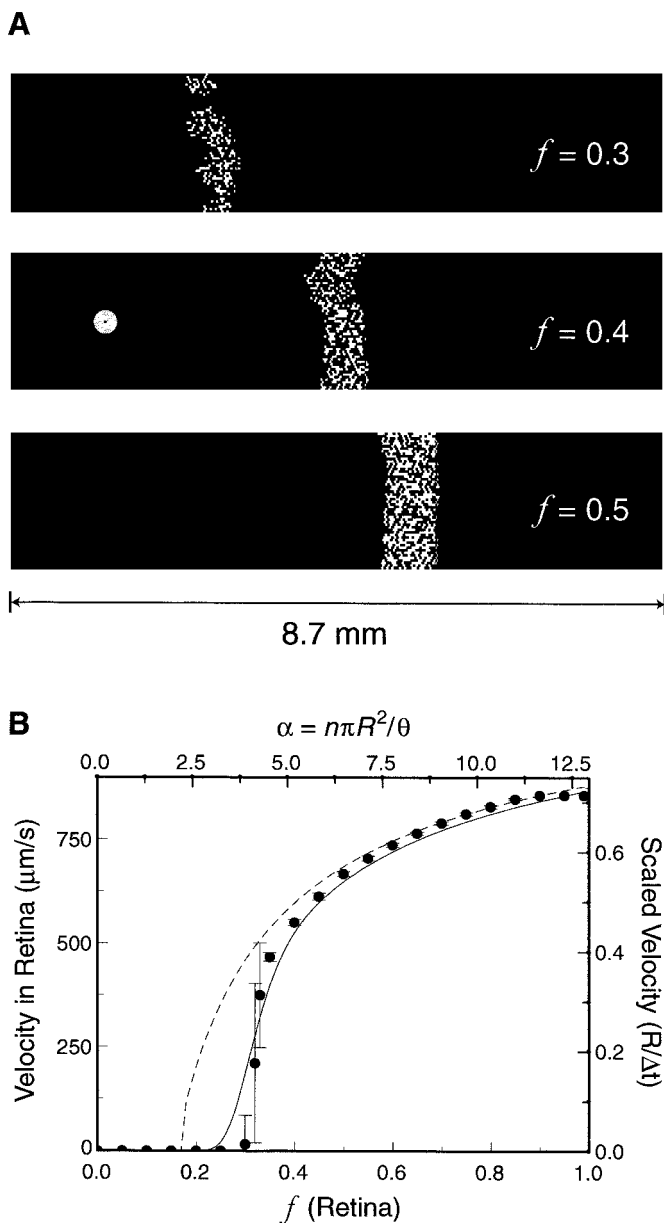 A
f = 0.3
f = 0.4
f = 0.5
8.7 mm
B
α = nπR²/θ
0.0 2.5 5.0 7.5 10.0 12.5
Velocity in Retina (μm/s)
750
500
250
0
Scaled Velocity (R/Δt)
0.6
0.4
0.2
0.0
0.0 0.2 0.4 0.6 0.8 1.0
f (Retina)